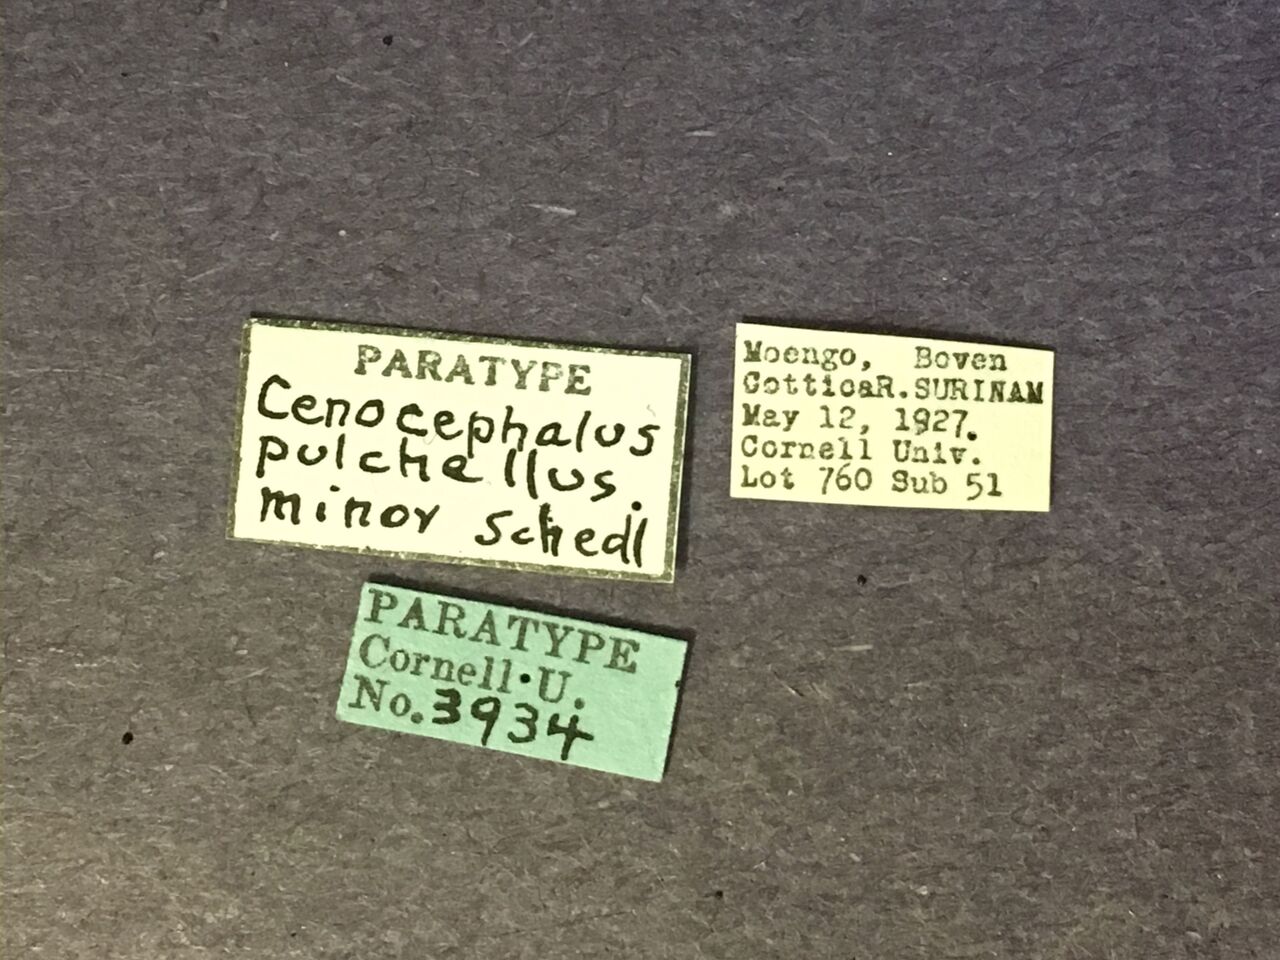 PARATYPE
Cenocephalus
pulchellus.
minor Schedl
Moengo, Boven
CotticaR. SURINAM
May 12, 1927.
Cornell Univ.
Lot 760 Sub 51
PARATYPE
Cornell·U.
No. 3934